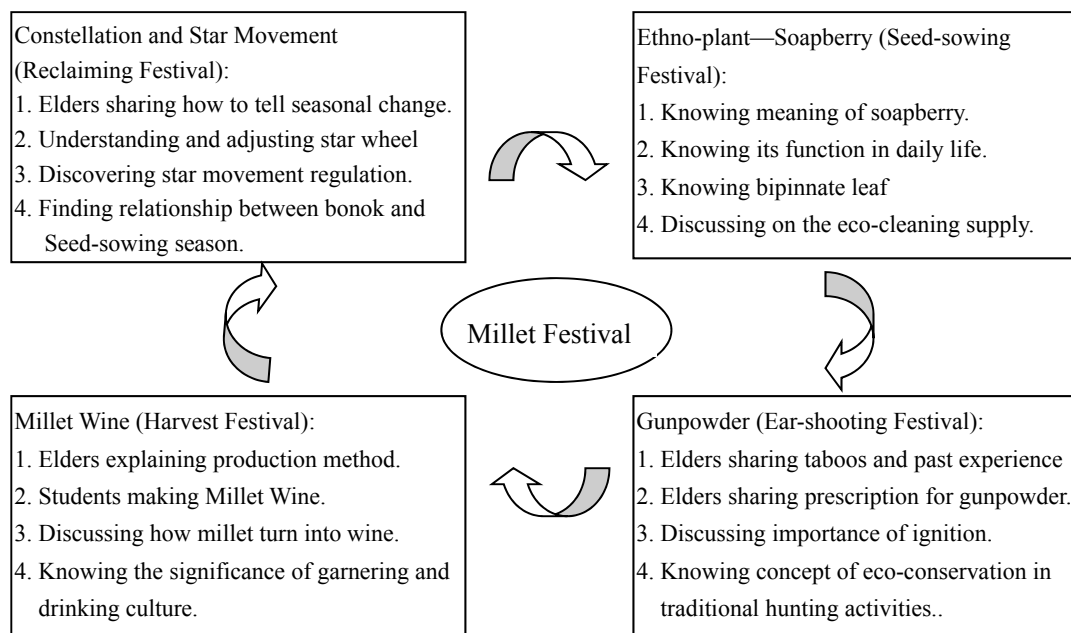 Constellation and Star Movement
(Reclaiming Festival):
1. Elders sharing how to tell seasonal change.
2. Understanding and adjusting star wheel
3. Discovering star movement regulation.
4. Finding relationship between bonok and
Seed-sowing season.
Ethno-plant—Soapberry (Seed-sowing
Festival):
1. Knowing meaning of soapberry.
2. Knowing its function in daily life.
3. Knowing bipinnate leaf
4. Discussing on the eco-cleaning supply.
Millet Festival
Millet Wine (Harvest Festival):
1. Elders explaining production method.
2. Students making Millet Wine.
3. Discussing how millet turn into wine.
4. Knowing the significance of garnering and
drinking culture.
Gunpowder (Ear-shooting Festival):
1. Elders sharing taboos and past experience
2. Elders sharing prescription for gunpowder.
3. Discussing importance of ignition.
4. Knowing concept of eco-conservation in
traditional hunting activities..